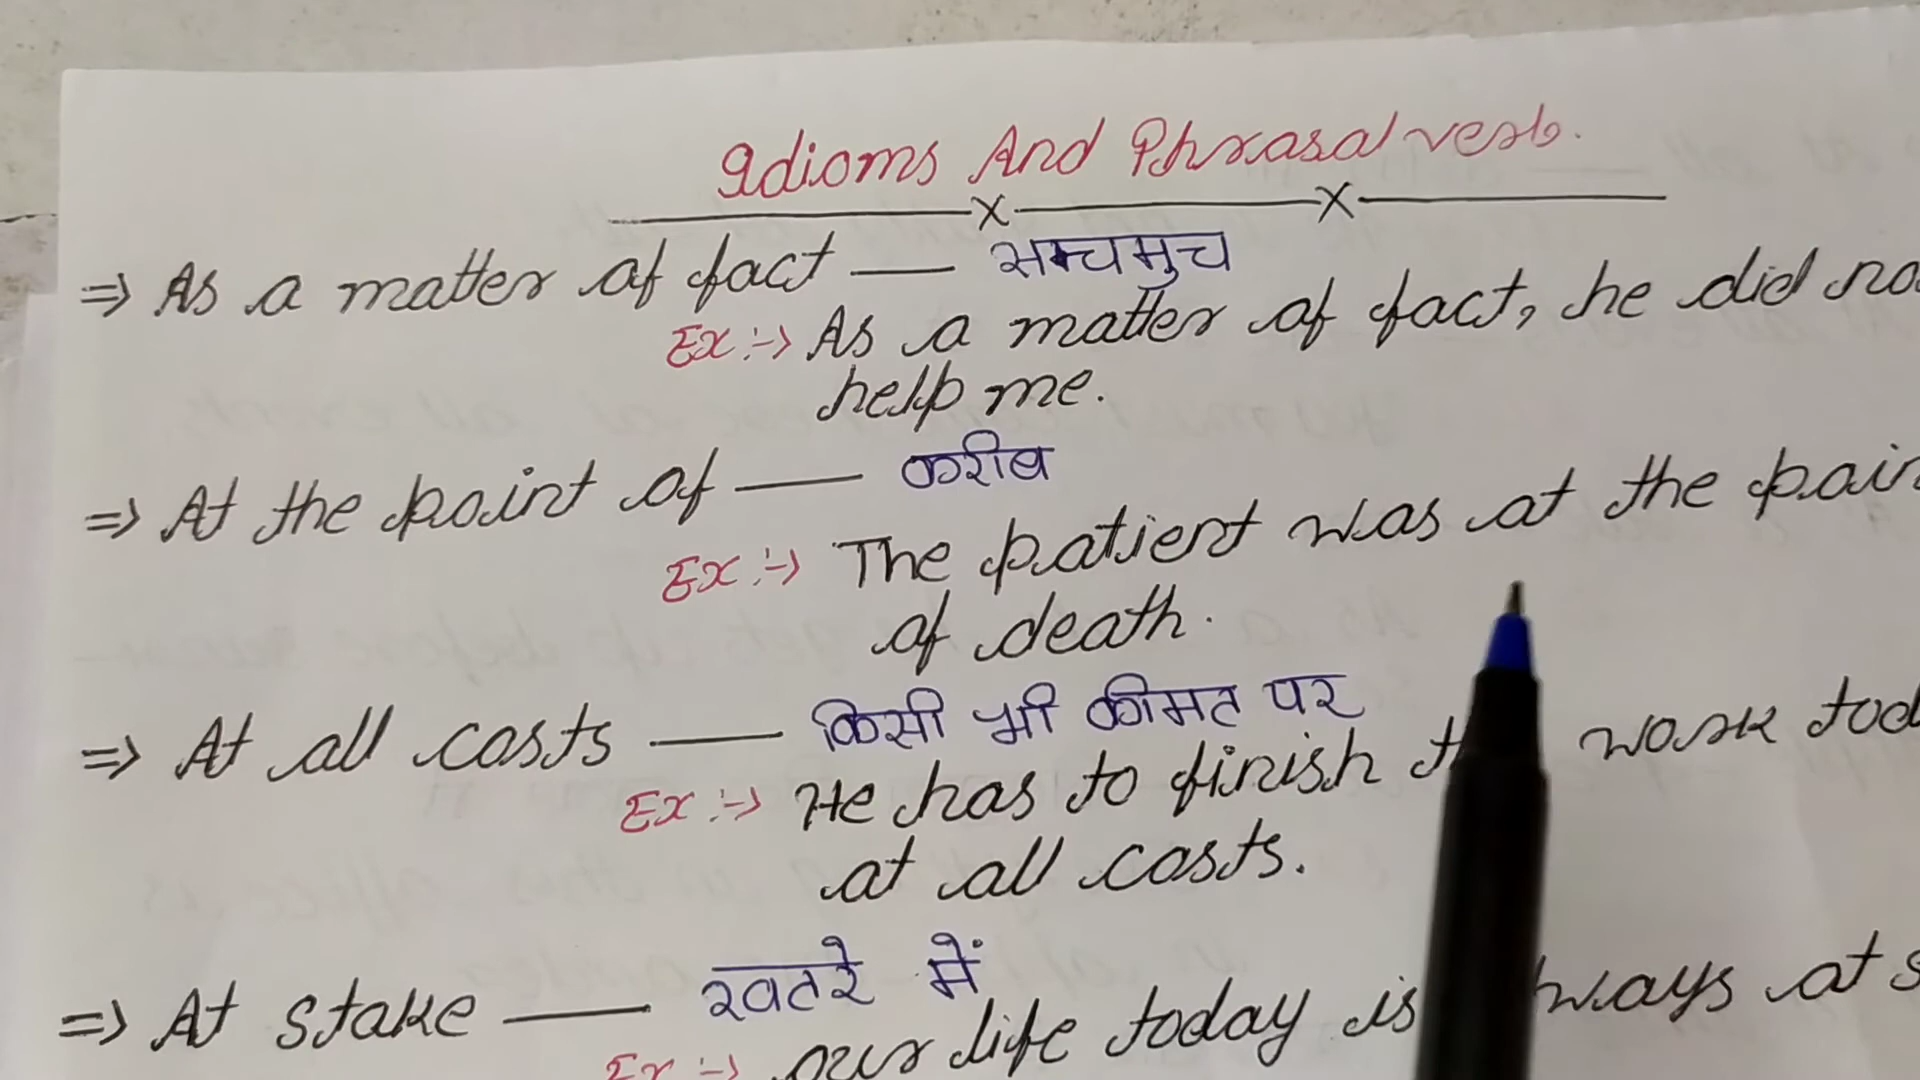 Idioms And Phrasal verb.
⇒ As a matter of fact — सचमुच
Ex :→ As a matter of fact, he did
help me.
⇒ At the point of — करीब
Ex :→ The patient was at the
of death.
⇒ At all costs — किसी भी कीमत पर
Ex :→ He has to finish work
at all costs.
⇒ At stake — खतरे में
Ex :→ our life today is at